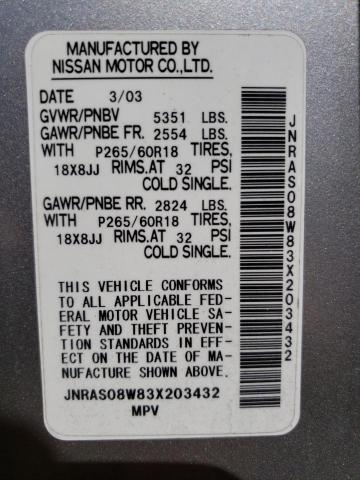 MANUFACTURED BY
NISSAN MOTOR CO.,LTD.
DATE 3/03
GVWR/PNBV 5351 LBS.
GAWR/PNBE FR. 2554 LBS.
WITH P265/60R18 TIRES,
18X8JJ RIMS.AT 32 PSI
COLD SINGLE.
GAWR/PNBE RR. 2824 LBS.
WITH P265/60R18 TIRES,
18X8JJ RIMS.AT 32 PSI
COLD SINGLE.
THIS VEHICLE CONFORMS
TO ALL APPLICABLE FED-
ERAL MOTOR VEHICLE SA-
FETY AND THEFT PREVEN-
TION STANDARDS IN EFF-
ECT ON THE DATE OF MA-
NUFACTURE SHOWN ABOVE.
JNRAS08W83X203432
MPV
JNRAS08W83X203432